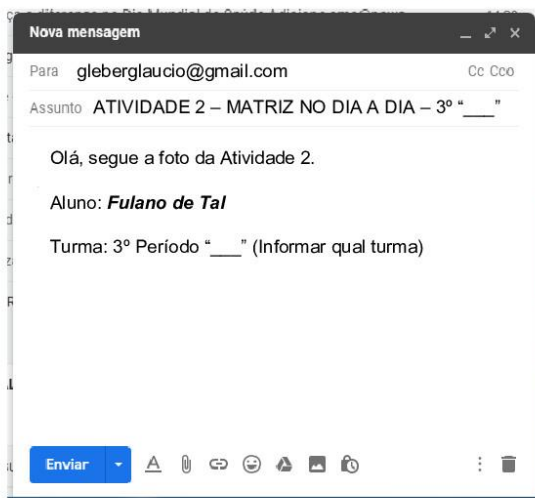 Nova mensagem
Para gleberglaucio@gmail.com Cc Cco
Assunto ATIVIDADE 2 – MATRIZ NO DIA A DIA – 3º “___”
Olá, segue a foto da Atividade 2.
Aluno: Fulano de Tal
Turma: 3º Período “___” (Informar qual turma)
Enviar